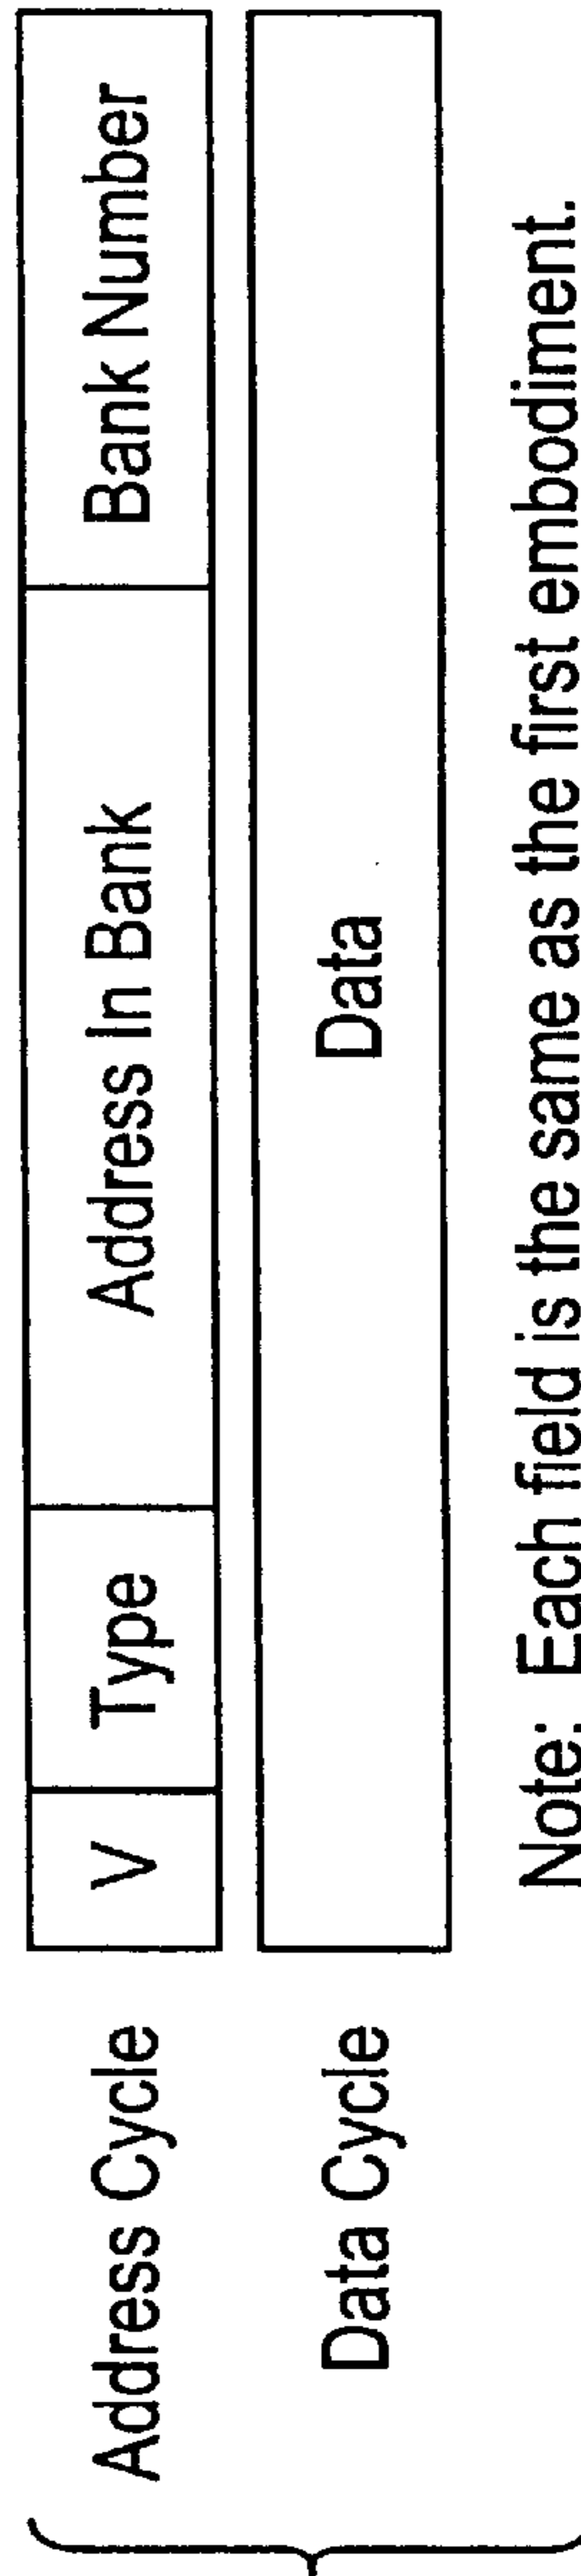 Address Cycle V Type Address In Bank Bank Number
Data Cycle Data
Note: Each field is the same as the first embodiment.